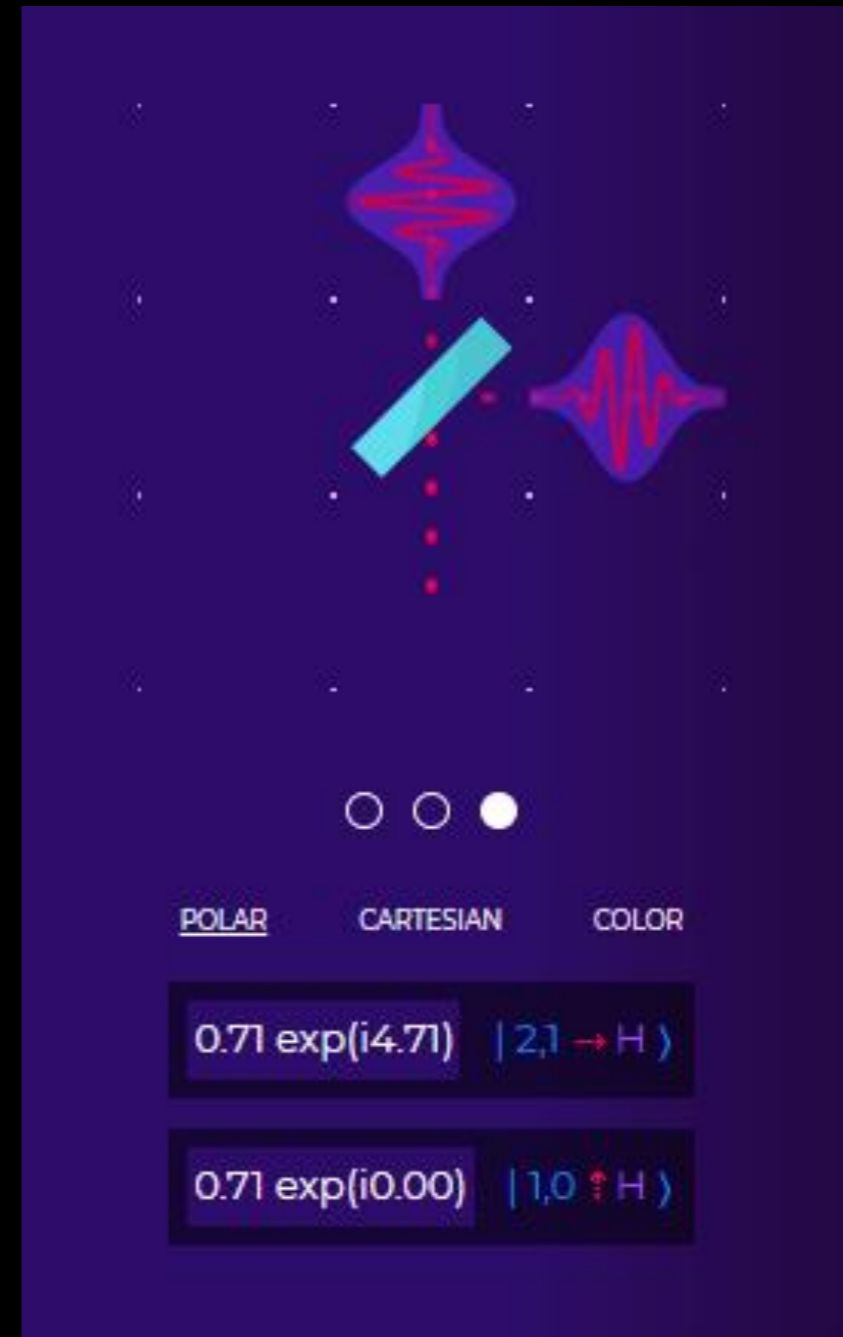 POLAR CARTESIAN COLOR
0.71 exp(i4.71) | 2,1 → H ⟩
0.71 exp(i0.00) | 1,0 ⇡ H ⟩